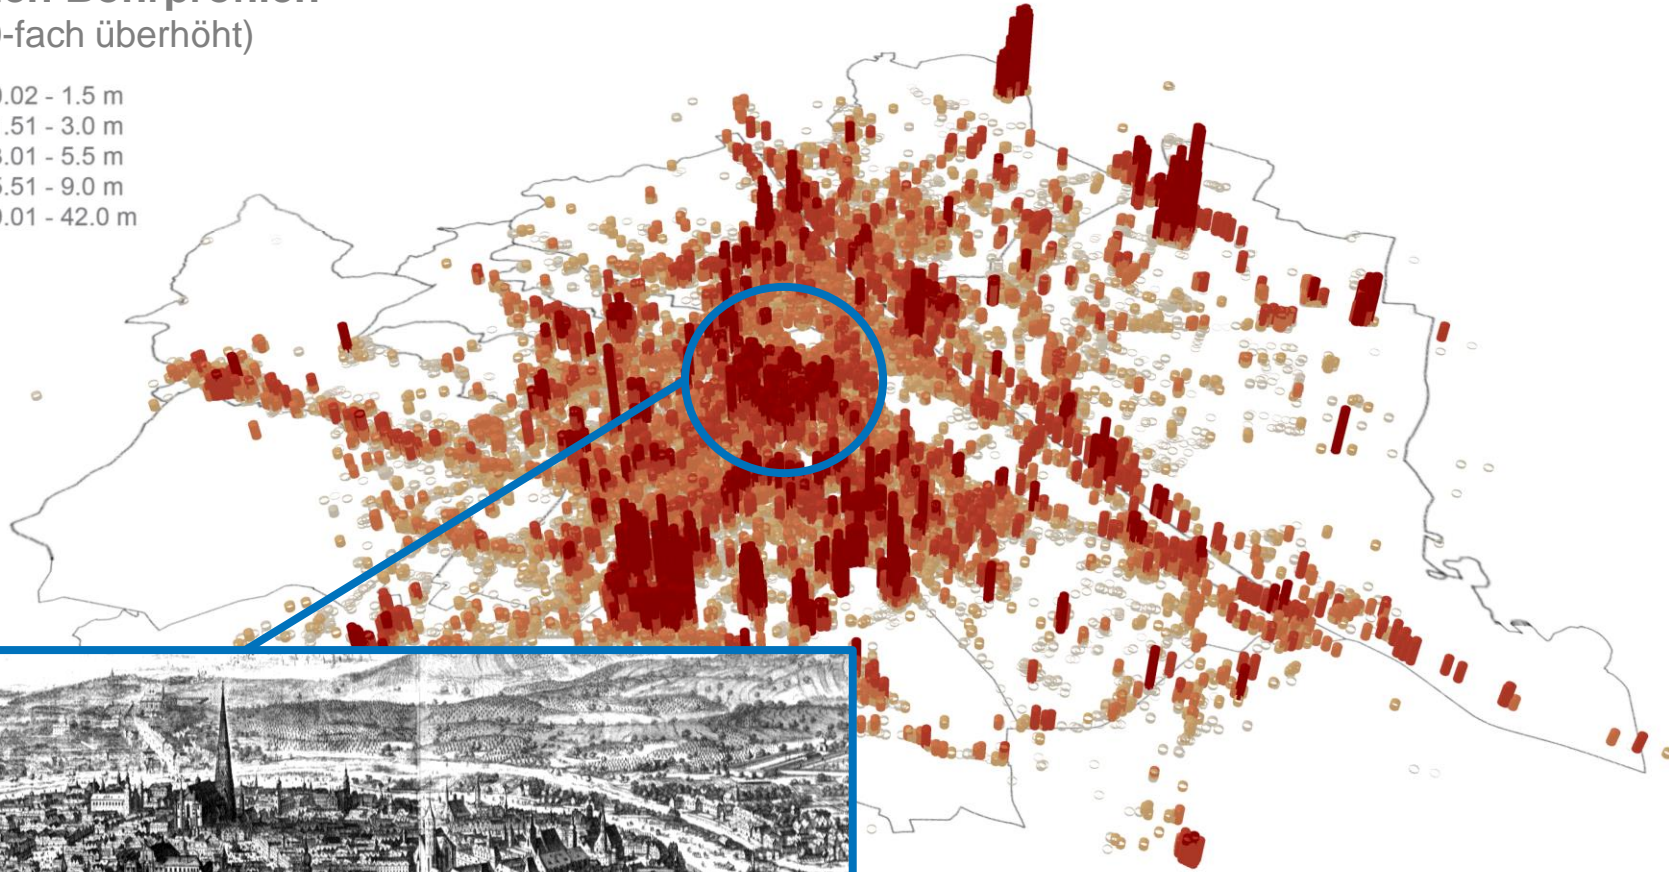 -fach überhöht)
.02 - 1.5 m
.51 - 3.0 m
.01 - 5.5 m
.51 - 9.0 m
.01 - 42.0 m